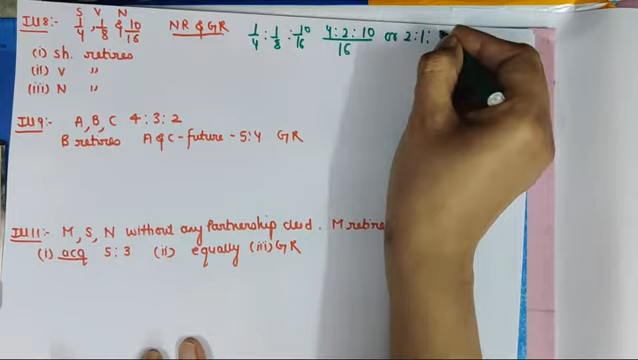 S V N
Ill8:- 1/4, 1/8 & 10/16 NR & GR 1/4 : 1/8 : 10/16 4:2:10/16 or 2:1:
(i) Sh. retires
(ii) V "
(iii) N "
Ill9:- A, B, C 4:3:2
B retires A & C - future - 5:4 GR
Ill11:- M, S, N without any Partnership deed. M retire
(i) acq 5:3 (ii) equally (iii) GR